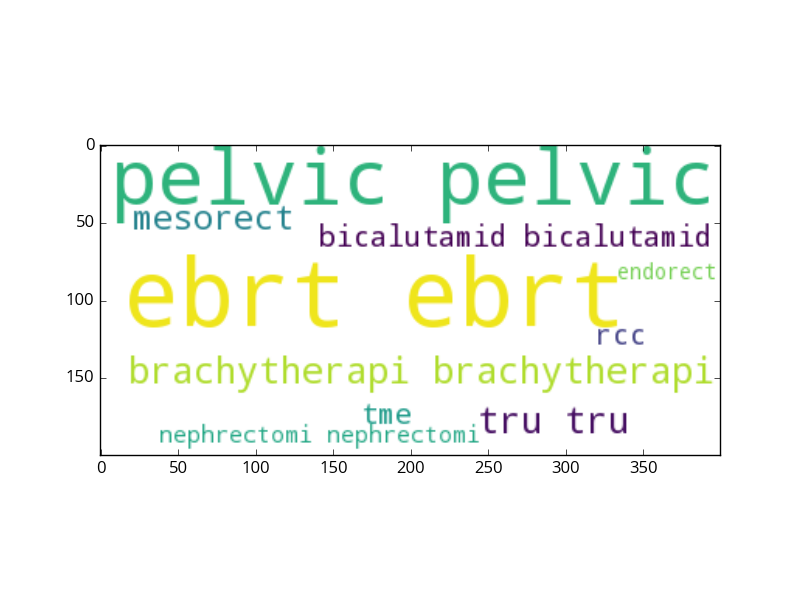 0
pelvic pelvic
mesorect
50
bicalutamid bicalutamid
endorect
ebrt ebrt
100
rcc
brachytherapi brachytherapi
150
tme
tru tru
nephrectomi nephrectomi
0 50 100 150 200 250 300 350